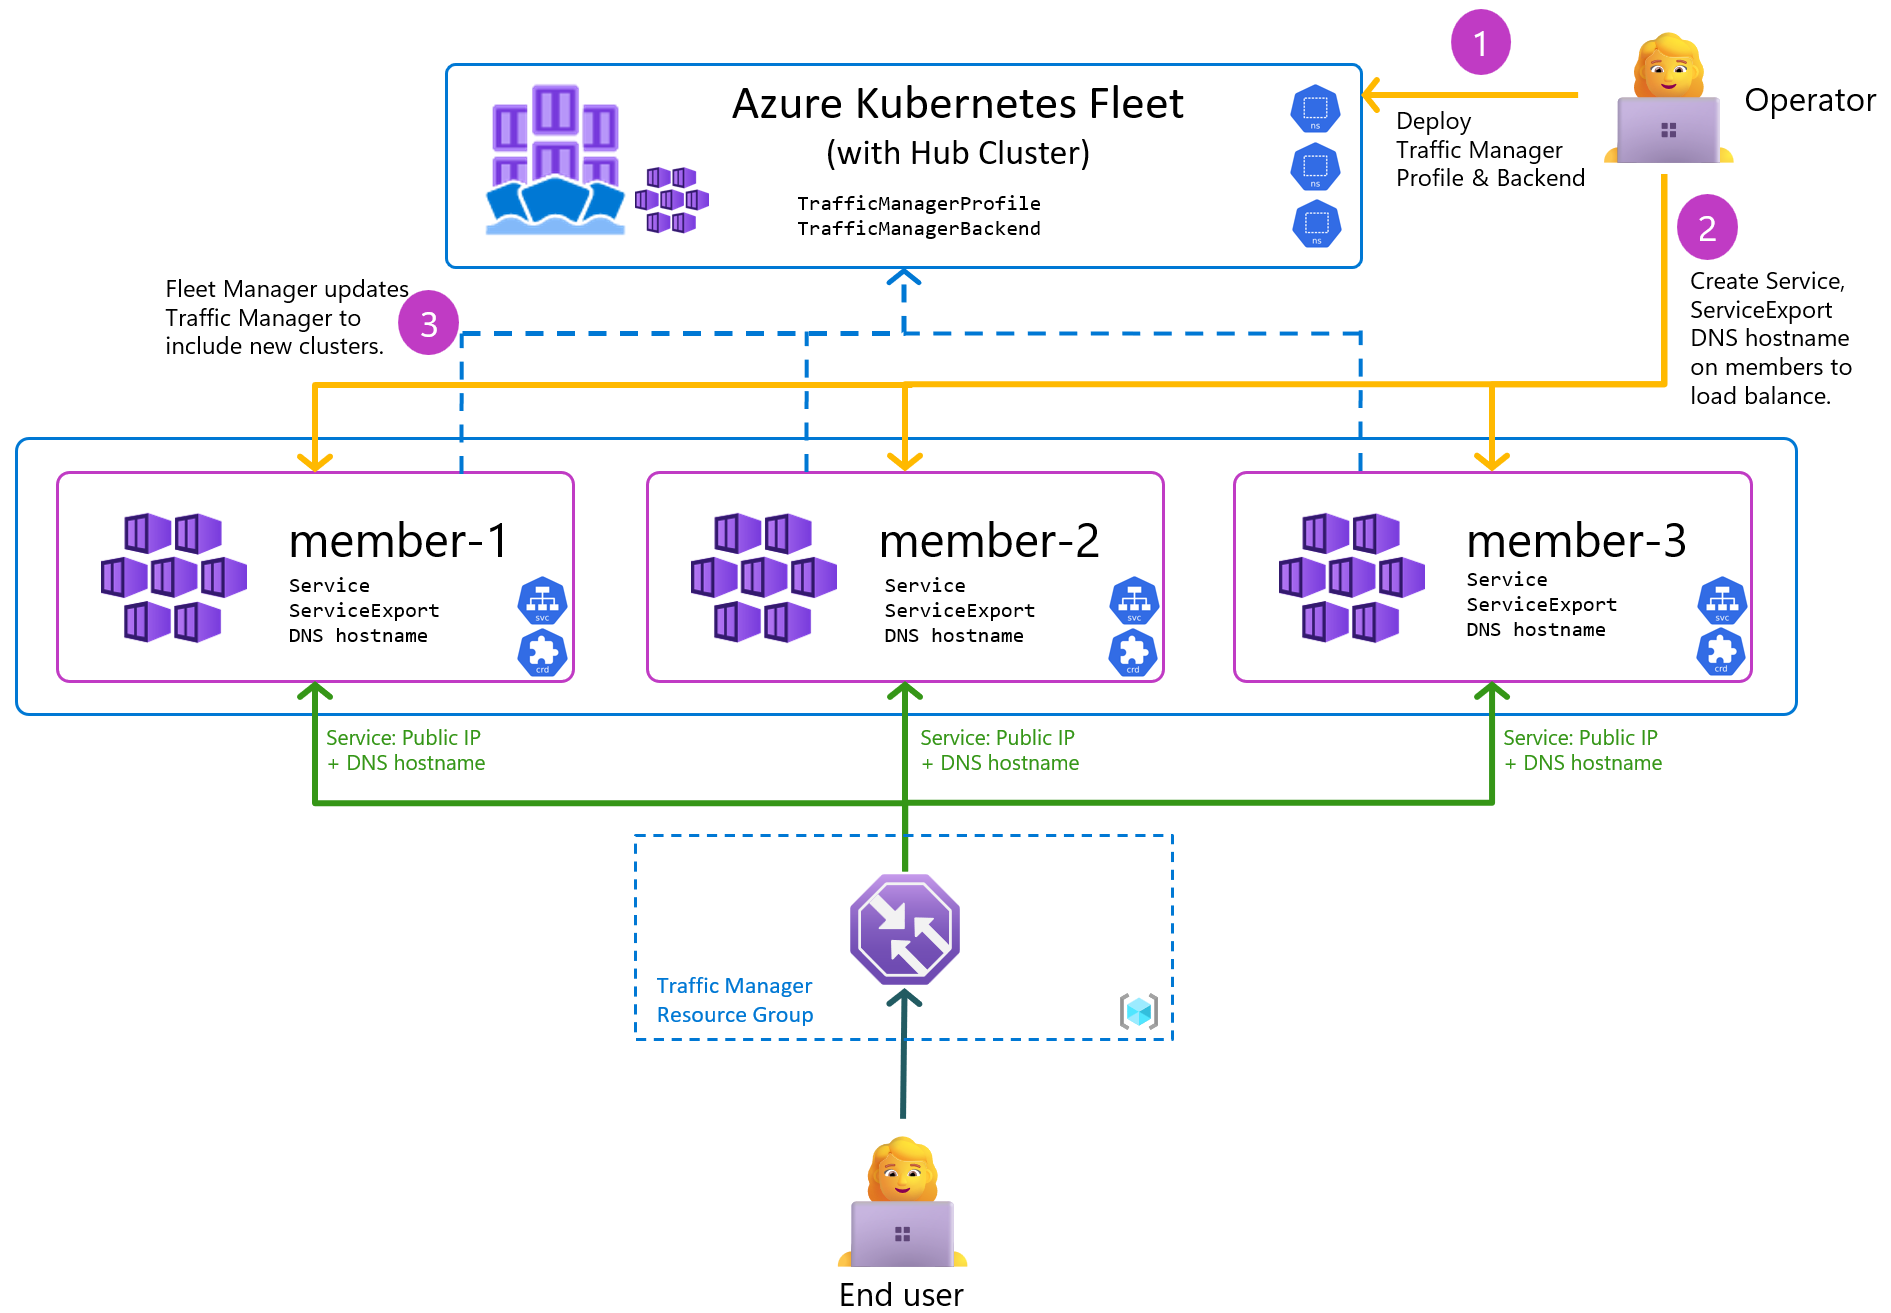 1
Operator
Azure Kubernetes Fleet
(with Hub Cluster)
TrafficManagerProfile
TrafficManagerBackend
ns
ns
ns
Deploy
Traffic Manager
Profile & Backend
2
Create Service,
ServiceExport
DNS hostname
on members to
load balance.
Fleet Manager updates
Traffic Manager to
include new clusters.
3
member-1
Service
ServiceExport
DNS hostname
svc
crd
member-2
Service
ServiceExport
DNS hostname
svc
crd
member-3
Service
ServiceExport
DNS hostname
svc
crd
Service: Public IP
+ DNS hostname
Service: Public IP
+ DNS hostname
Service: Public IP
+ DNS hostname
Traffic Manager
Resource Group
End user